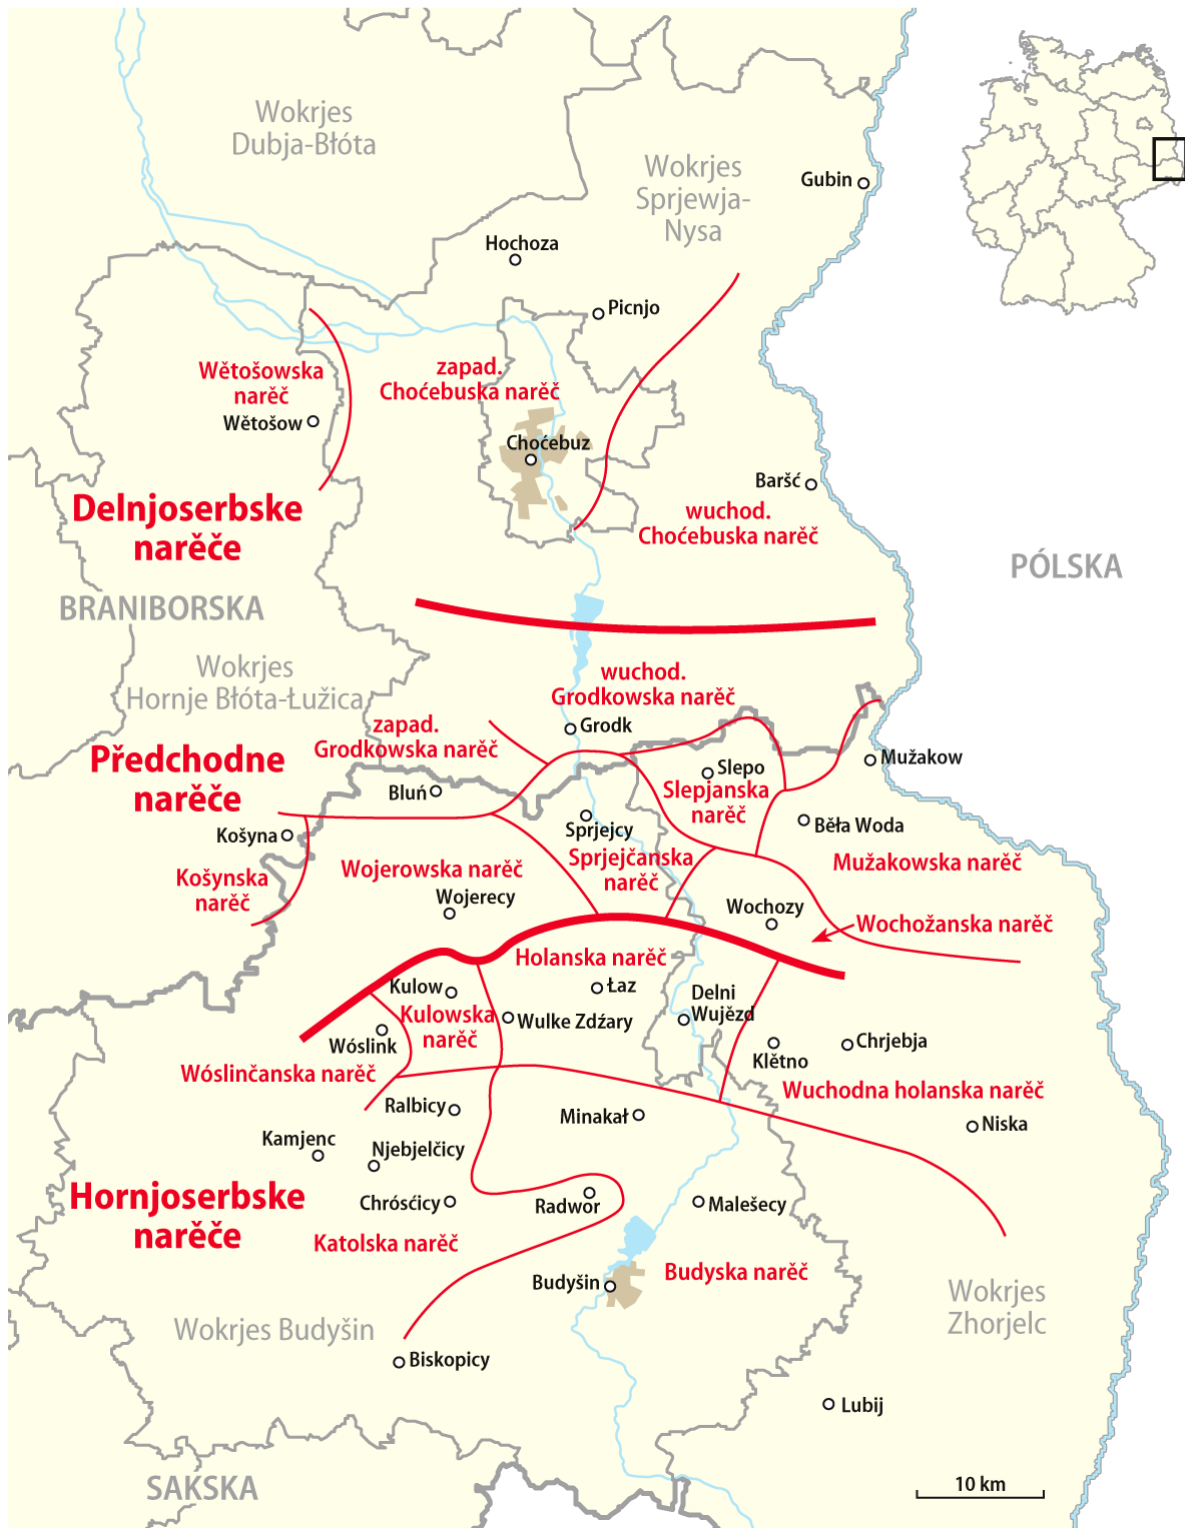 Wokrjes
Dubja-Błóta
Wokrjes
Sprjewja-
Nysa
Gubin
Hochoza
Picnjo
Wětošowska
narěč
Wětošow
zapad.
Choćebuska narěč
Choćebuz
Baršć
wuchod.
Choćebuska narěč
Delnjoserbske
narěče
PÓLSKA
BRANIBORSKA
Wokrjes
Hornje Błóta-Łužica
wuchod.
Grodkowska narěč
zapad.
Grodkowska narěč
Grodk
Předchodne
narěče
Mužakow
Slepo
Slepjanska
narěč
Bluń
Košyna
Sprjejcy
Běła Woda
Sprjejčanska
narěč
Mužakowska narěč
Wojerowska narěč
Košynska
narěč
Wojerecy
Wochozy
Wochožanska narěč
Holanska narěč
Kulow
Łaz
Delni
Wujězd
Kulowska
narěč
Wulke Zdźary
Wóslink
Klětno
Chrjebja
Wóslinčanska narěč
Wuchodna holanska narěč
Ralbicy
Minakał
Niska
Kamjenc
Njebjelčicy
Hornjoserbske
narěče
Chrósćicy
Radwor
Malešecy
Katolska narěč
Budyska narěč
Budyšin
Wokrjes
Zhorjelc
Wokrjes Budyšin
Biskopicy
Lubij
SAKSKA
10 km